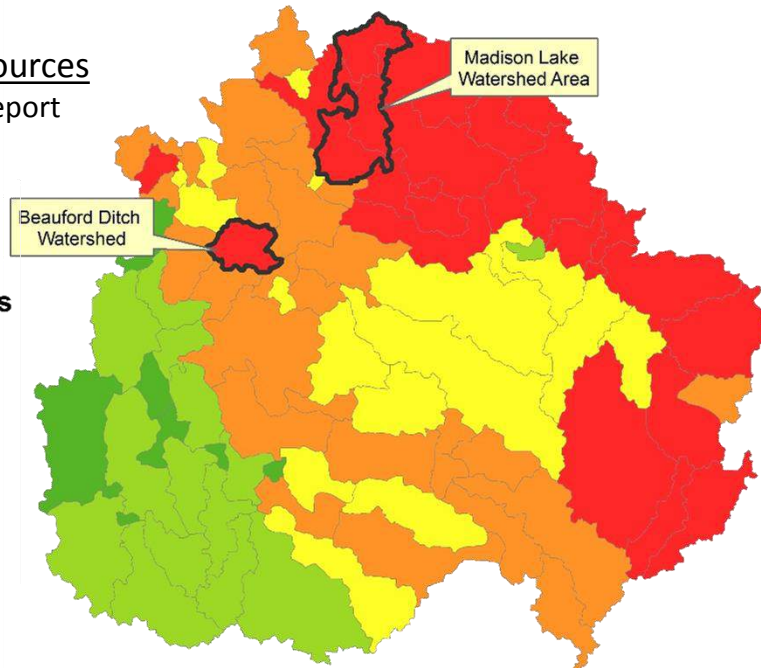 ources
eport
Madison Lake
Watershed Area
Beauford Ditch
Watershed
s